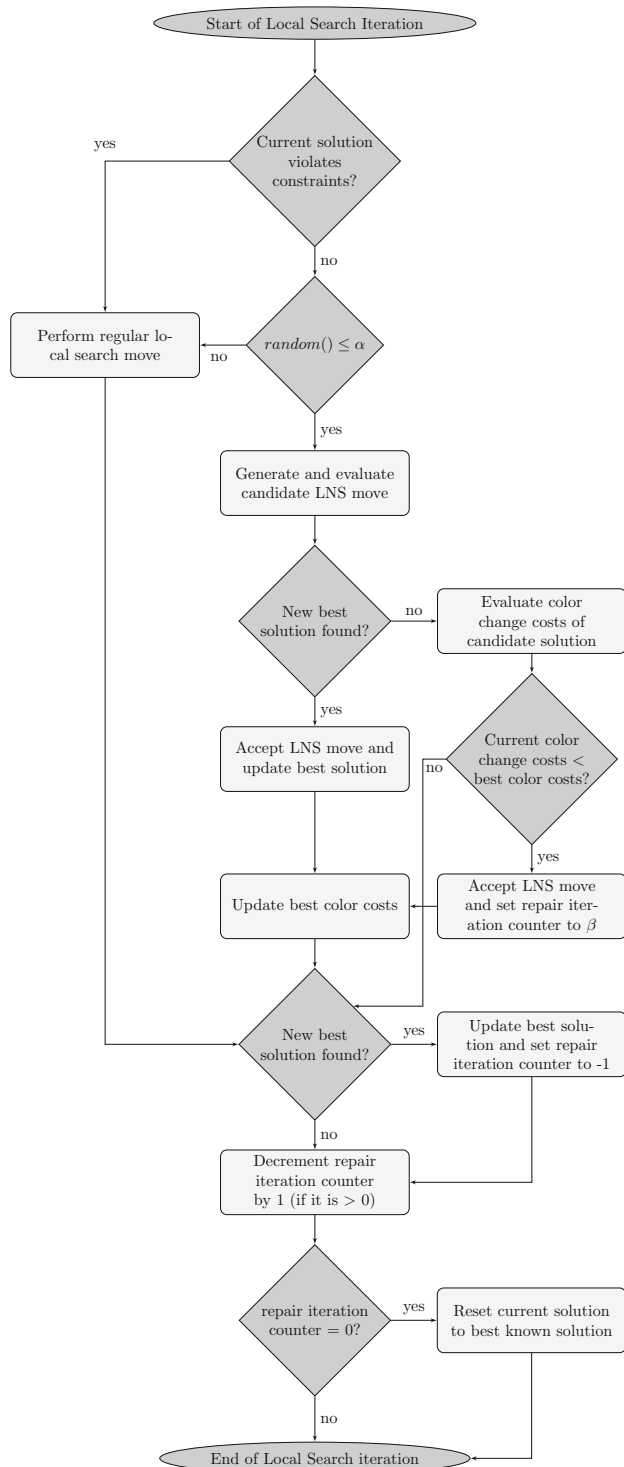 Start of Local Search Iteration
Current solution
violates
constraints?
yes
no
Perform regular lo-
cal search move
no
random() ≤ α
yes
Generate and evaluate
candidate LNS move
New best
solution found?
no
Evaluate color
change costs of
candidate solution
yes
Accept LNS move and
update best solution
Current color
change costs <
best color costs?
no
yes
Update best color costs
Accept LNS move
and set repair iter-
ation counter to β
New best
solution found?
yes
Update best solu-
tion and set repair
iteration counter to -1
no
Decrement repair
iteration counter
by 1 (if it is > 0)
repair iteration
counter = 0?
yes
Reset current solution
to best known solution
no
End of Local Search iteration